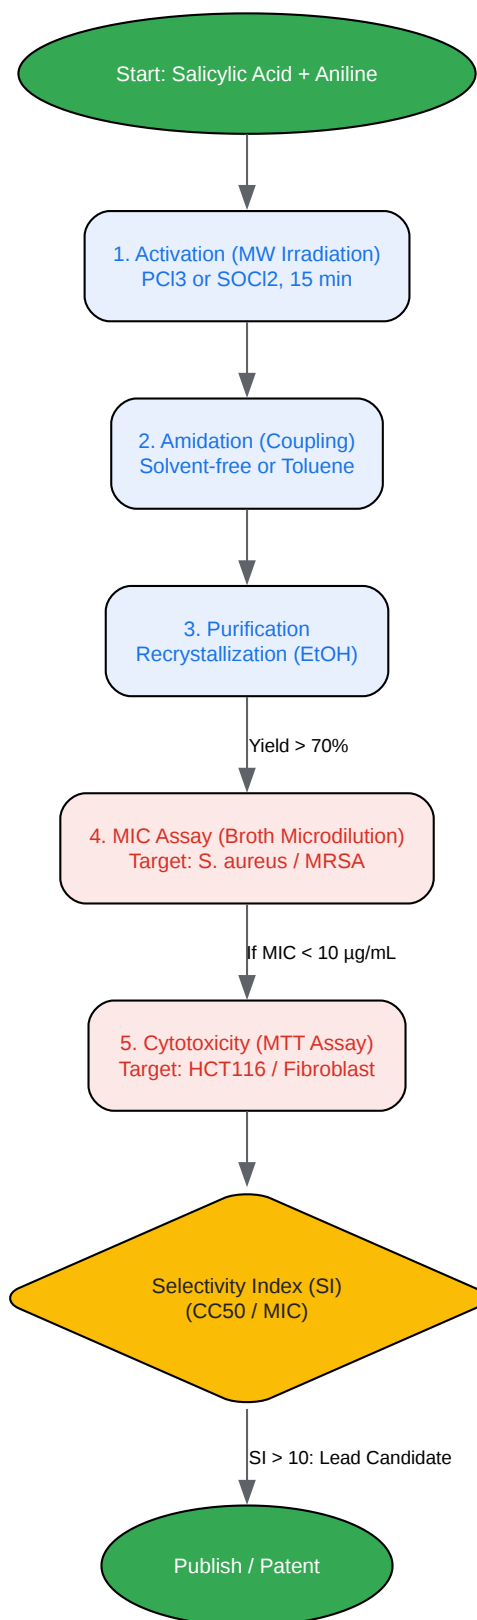 Start: Salicylic Acid + Aniline
1. Activation (MW Irradiation)
PCl3 or SOCl2, 15 min
2. Amidation (Coupling)
Solvent-free or Toluene
3. Purification
Recrystallization (EtOH)
Yield > 70%
4. MIC Assay (Broth Microdilution)
Target: S. aureus / MRSA
If MIC < 10 µg/mL
5. Cytotoxicity (MTT Assay)
Target: HCT116 / Fibroblast
Selectivity Index (SI)
(CC50 / MIC)
SI > 10: Lead Candidate
Publish / Patent